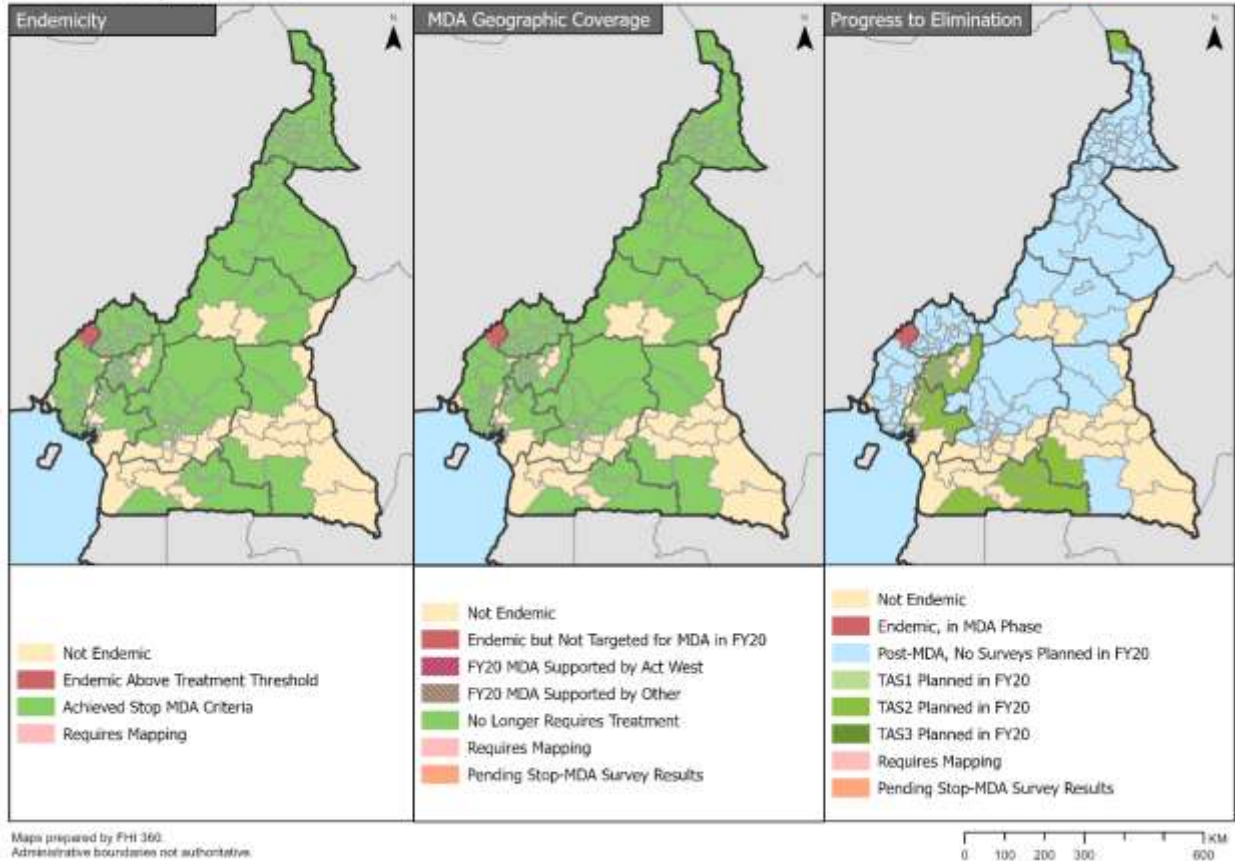 Endemicity
N
Not Endemic
Endemic Above Treatment Threshold
Achieved Stop MDA Criteria
Requires Mapping
MDA Geographic Coverage
N
Not Endemic
Endemic but Not Targeted for MDA in FY20
FY20 MDA Supported by Act West
FY20 MDA Supported by Other
No Longer Requires Treatment
Requires Mapping
Pending Stop-MDA Survey Results
Progress to Elimination
N
Not Endemic
Endemic, in MDA Phase
Post-MDA, No Surveys Planned in FY20
TAS1 Planned in FY20
TAS2 Planned in FY20
TAS3 Planned in FY20
Requires Mapping
Pending Stop-MDA Survey Results
Maps prepared by FHI 360.
Administrative boundaries not authoritative.
KM
0 100 200 300 600